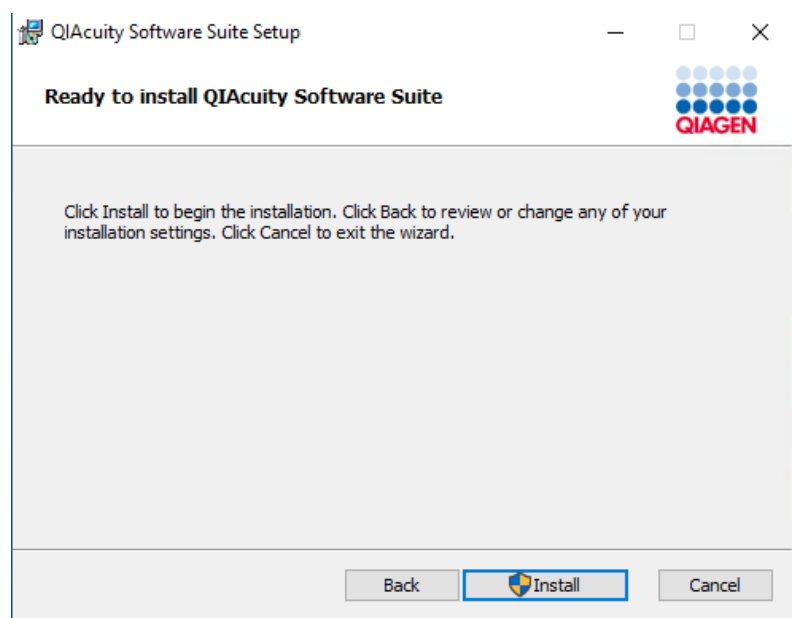 QIAcuity Software Suite Setup
Ready to install QIAcuity Software Suite
QIAGEN
Click Install to begin the installation. Click Back to review or change any of your
installation settings. Click Cancel to exit the wizard.
Back
Install
Cancel